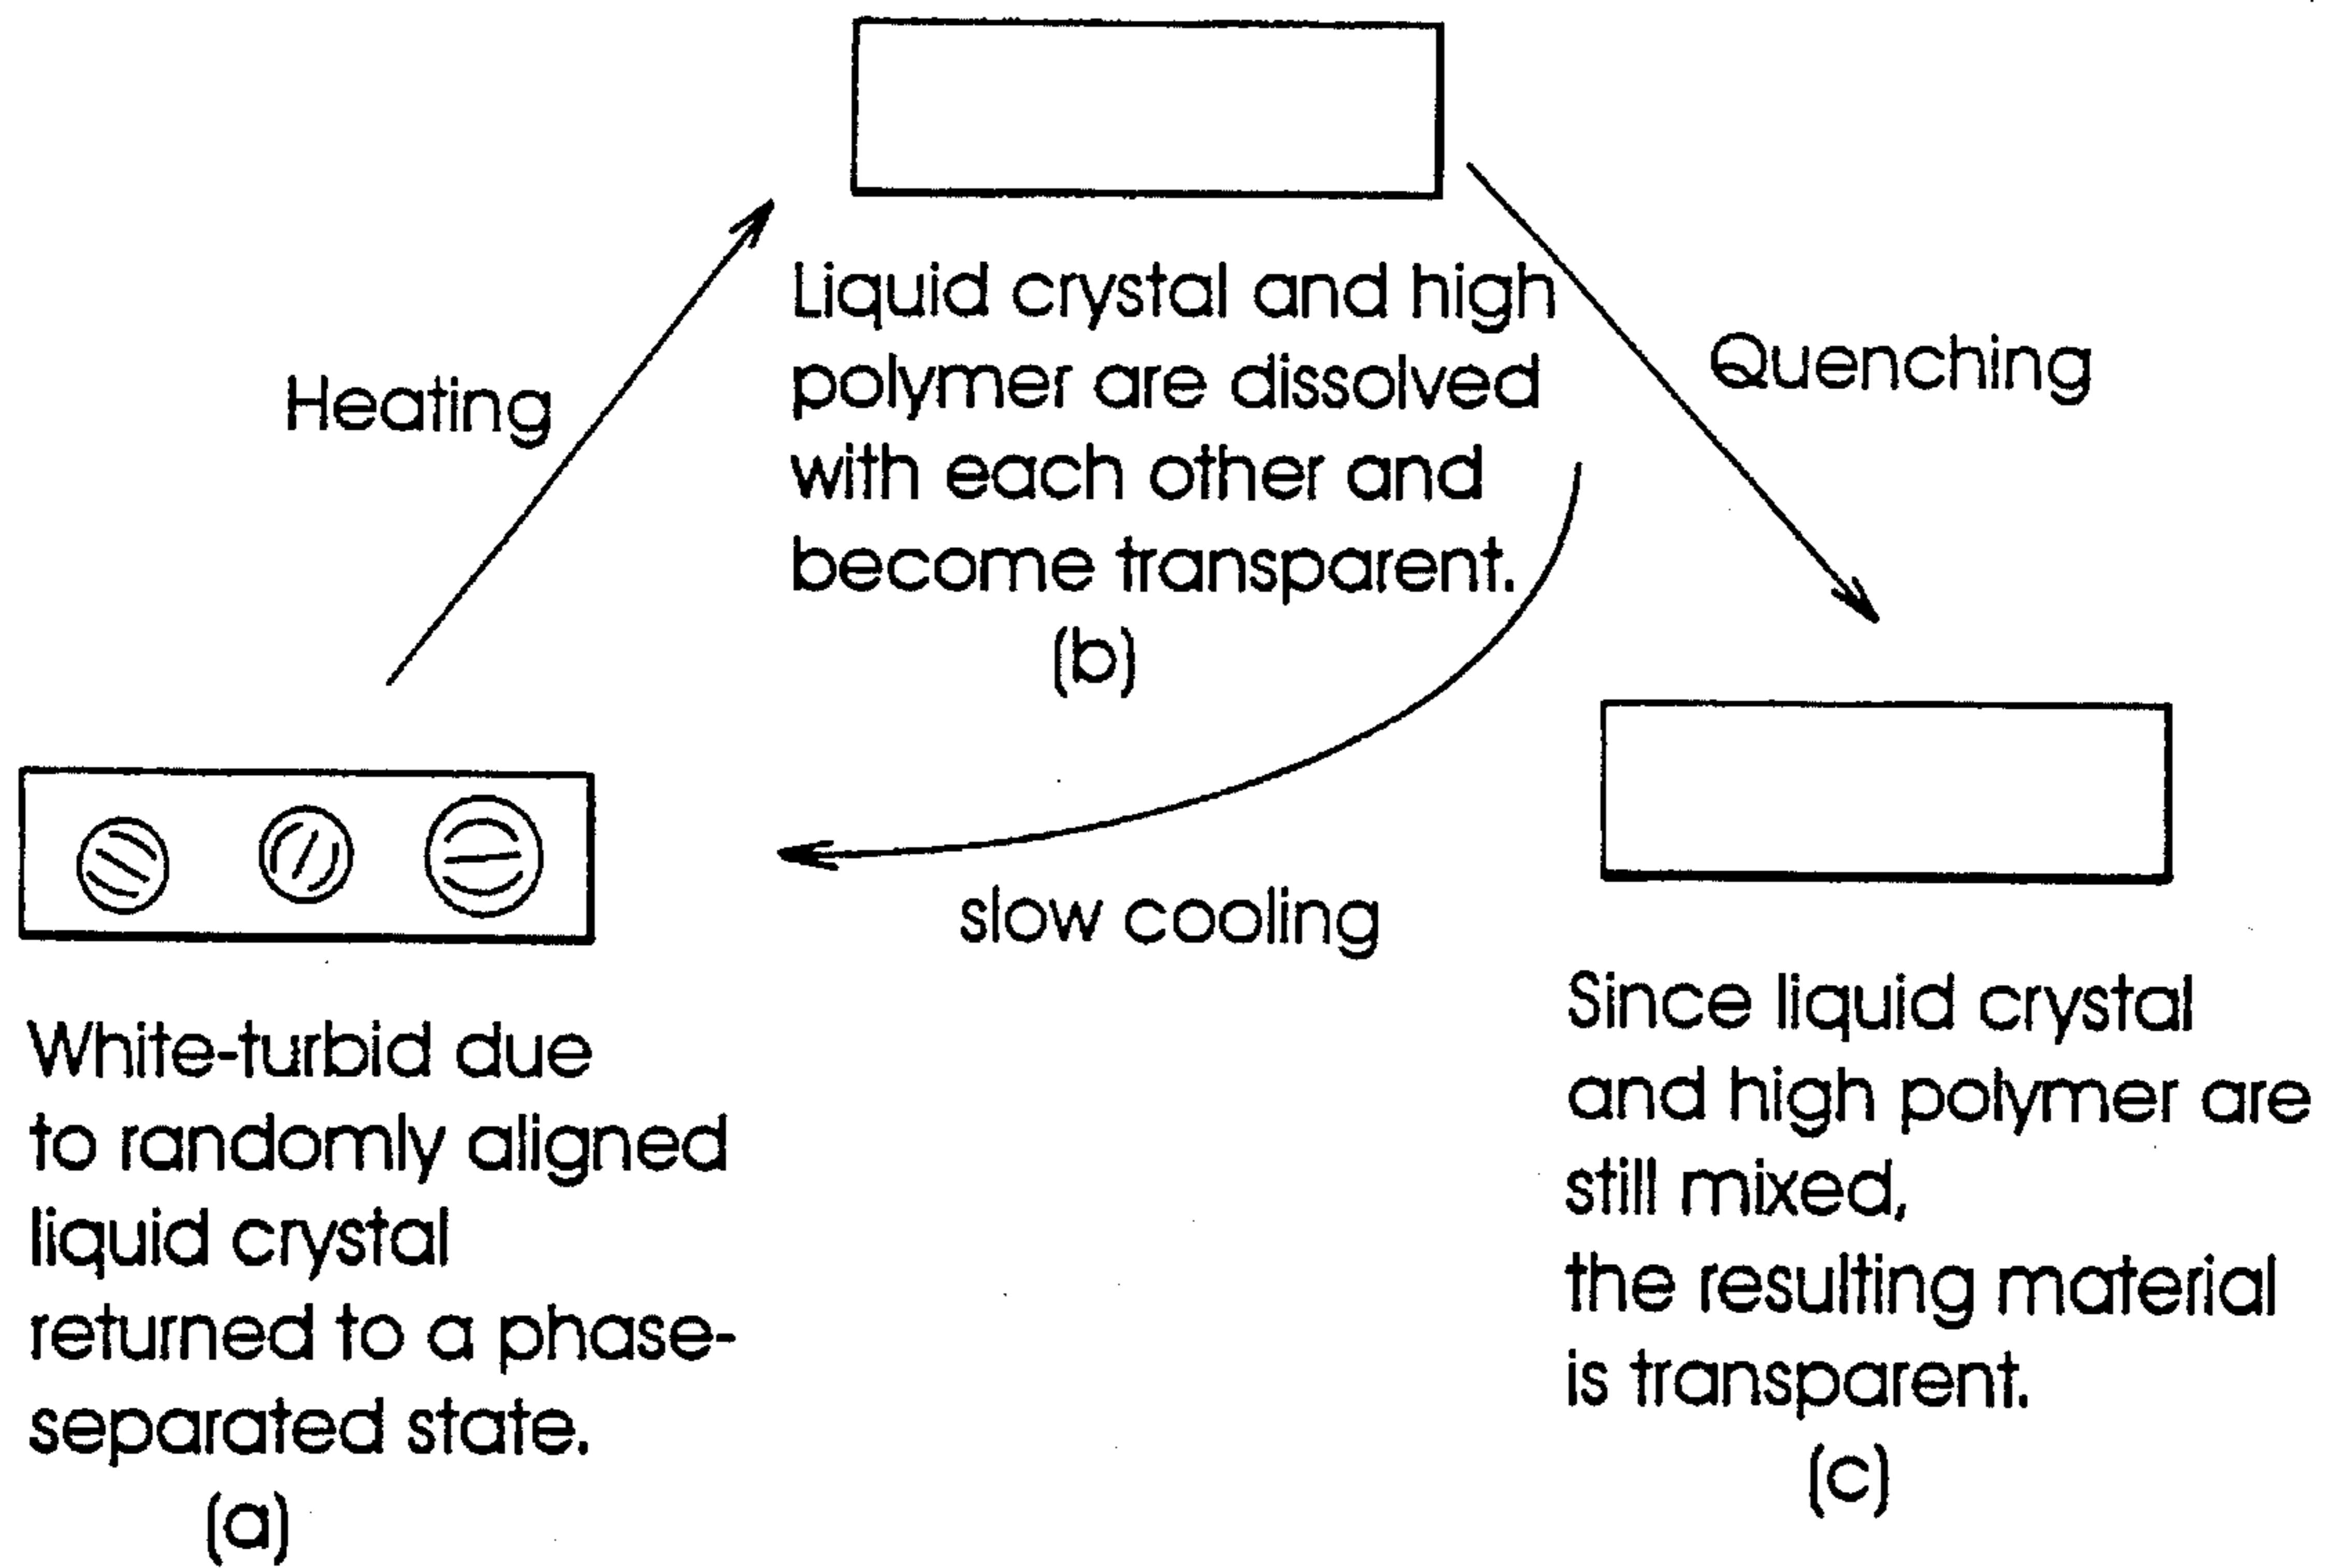 Heating
Liquid crystal and high
polymer are dissolved
with each other and
become transparent.
(b)
Quenching
slow cooling
White-turbid due
to randomly aligned
liquid crystal
returned to a phase-
separated state.
(a)
Since liquid crystal
and high polymer are
still mixed,
the resulting material
is transparent.
(c)